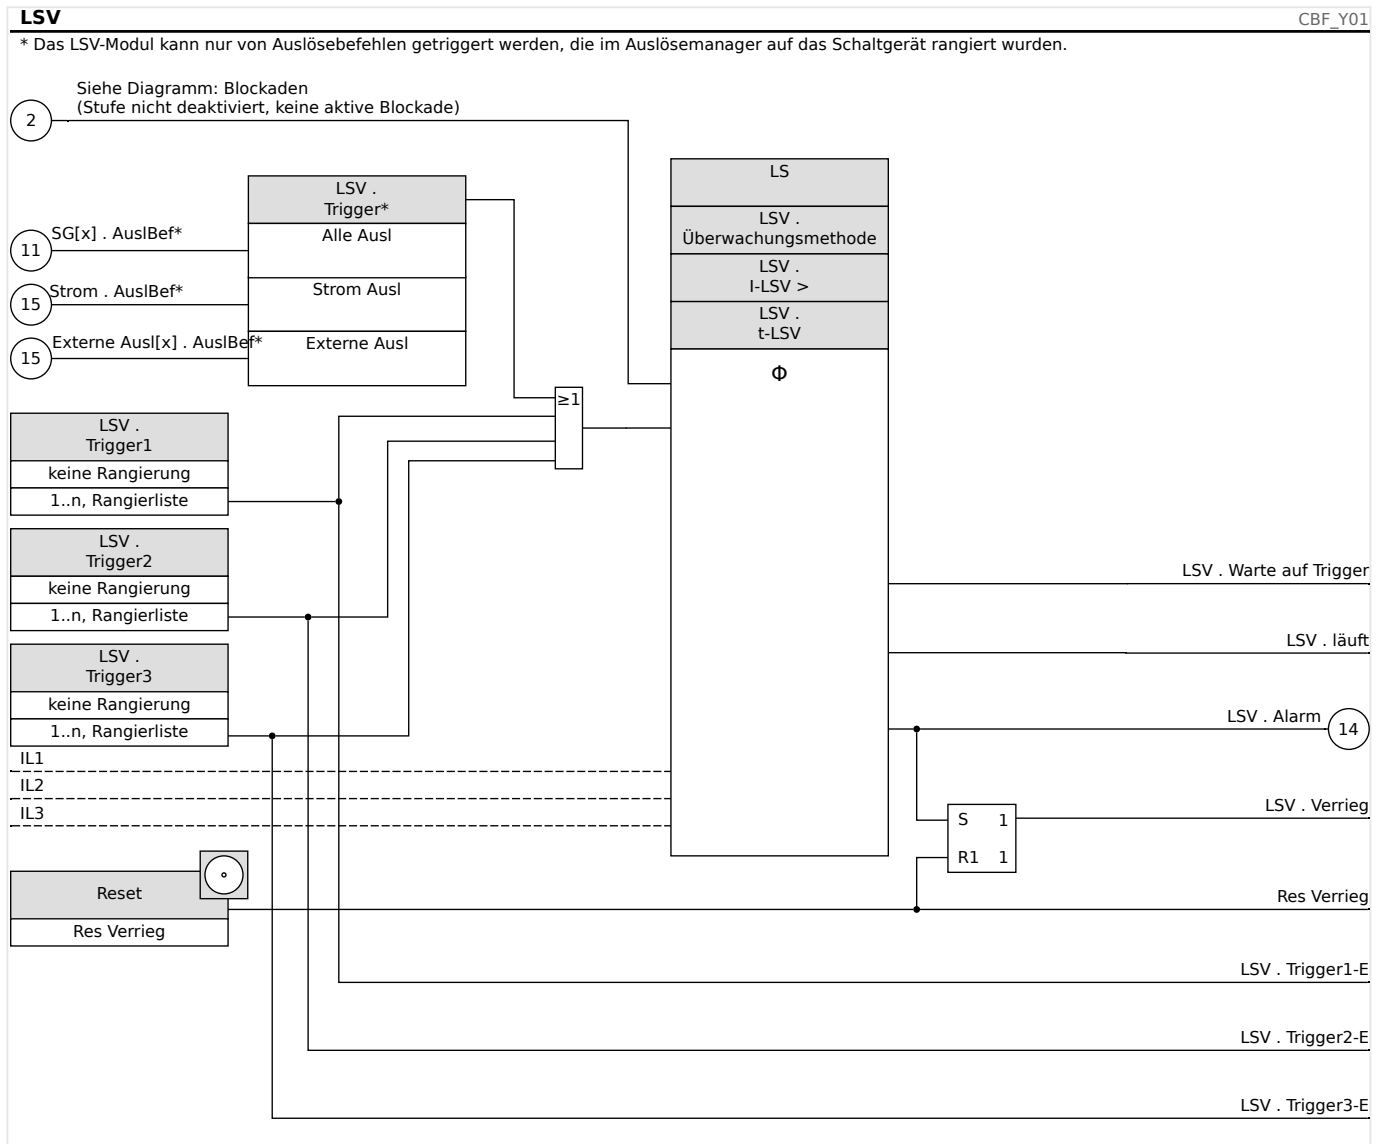 LSV
CBF_Y01
* Das LSV-Modul kann nur von Auslösebefehlen getriggert werden, die im Auslösemanager auf das Schaltgerät rangiert wurden.
Siehe Diagramm: Blockaden
(Stufe nicht deaktiviert, keine aktive Blockade)
2
LSV .
Trigger*
SG[x] . AuslBef*
11
Alle Ausl
Strom . AuslBef*
15
Strom Ausl
Externe Ausl[x] . AuslBef*
15
Externe Ausl
LS
LSV .
Überwachungsmethode
LSV .
I-LSV >
LSV .
t-LSV
Φ
≥1
LSV .
Trigger1
keine Rangierung
1..n, Rangierliste
LSV .
Trigger2
keine Rangierung
1..n, Rangierliste
LSV .
Trigger3
keine Rangierung
1..n, Rangierliste
IL1
IL2
IL3
LSV . Warte auf Trigger
LSV . läuft
LSV . Alarm
14
S 1
R1 1
LSV . Verrieg
Reset
Res Verrieg
Res Verrieg
LSV . Trigger1-E
LSV . Trigger2-E
LSV . Trigger3-E